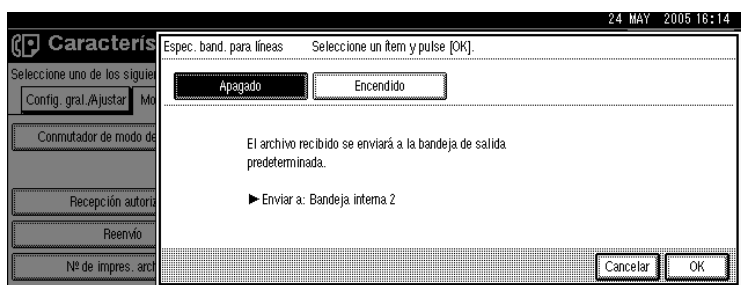 24 MAY 2005 16:14
Caracterís
Espec. band. para líneas Seleccione un ítem y pulse [OK].
Seleccione uno de los siguien
Apagado Encendido
Config. gral./Ajustar Mo
Conmutador de modo de
El archivo recibido se enviará a la bandeja de salida
predeterminada.
Recepción autoriz
►Enviar a: Bandeja interna 2
Reenvío
Nº de impres. arch
Cancelar OK